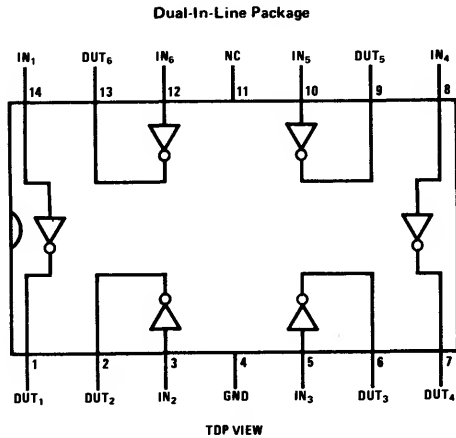 Dual-In-Line Package
IN1 DUT6 IN6 NC IN5 DUT5 IN4
14 13 12 11 10 9 8
1 2 3 4 5 6 7
DUT1 DUT2 IN2 GND IN3 DUT3 DUT4
TDP VIEW